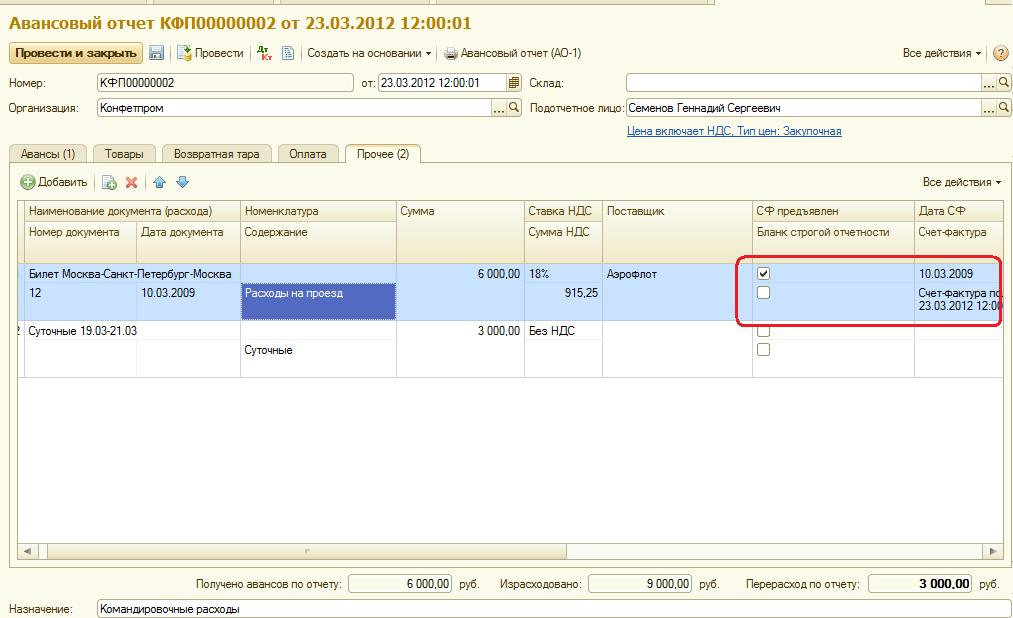 Авансовый отчет КФП00000002 от 23.03.2012 12:00:01
Провести и закрыть Провести Дт Кт Создать на основании Авансовый отчет (АО-1) Все действия
Номер: КФП00000002 от: 23.03.2012 12:00:01 Склад:
Организация: Конфетпром Подотчетное лицо: Семенов Геннадий Сергеевич
Цена включает НДС, Тип цен: Закупочная
Авансы (1) Товары Возвратная тара Оплата Прочее (2)
Добавить Все действия
Наименование документа (расхода) Номенклатура Сумма Ставка НДС Поставщик СФ предъявлен Дата СФ
Номер документа Дата документа Содержание Сумма НДС Бланк строгой отчетности Счет-фактура
Билет Москва-Санкт-Петербург-Москва 6 000,00 18% Аэрофлот 10.03.2009
12 10.03.2009 Расходы на проезд 915,25 Счет-фактура по
23.03.2012 12:00
2 Суточные 19.03-21.03 3 000,00 Без НДС
Суточные
Получено авансов по отчету: 6 000,00 руб. Израсходовано: 9 000,00 руб. Перерасход по отчету: 3 000,00 руб.
Назначение: Командировочные расходы